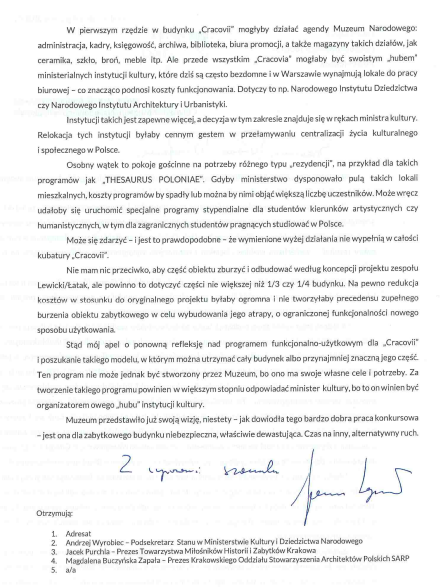 W pierwszym rzędzie w budynku „Cracovii” mogłyby działać agendy Muzeum Narodowego:
administracja, kadry, księgowość, archiwa, biblioteka, biura promocji, a także magazyny takich działów, jak
ceramika, szkło, broń, meble itp. Ale przede wszystkim „Cracovia” mogłaby być swoistym „hubem”
ministerialnych instytucji kultury, które dziś są często bezdomne i w Warszawie wynajmują lokale do pracy
biurowej – co znacząco podnosi koszty funkcjonowania. Dotyczy to np. Narodowego Instytutu Dziedzictwa
czy Narodowego Instytutu Architektury i Urbanistyki.
Instytucji takich jest zapewne więcej, a decyzja w tym zakresie znajduje się w rękach ministra kultury.
Relokacja tych instytucji byłaby cennym gestem w przełamywaniu centralizacji życia kulturalnego
i społecznego w Polsce.
Osobny wątek to pokoje gościnne na potrzeby różnego typu „rezydencji”, na przykład dla takich
programów jak „THESAURUS POLONIAE”. Gdyby ministerstwo dysponowało pulą takich lokali
mieszkalnych, koszty programów by spadły lub można by nimi objąć większą liczbę uczestników. Może wręcz
udałoby się uruchomić specjalne programy stypendialne dla studentów kierunków artystycznych czy
humanistycznych, w tym dla zagranicznych studentów pragnących studiować w Polsce.
Może się zdarzyć – i jest to prawdopodobne – że wymienione wyżej działania nie wypełnią w całości
kubatury „Cracovii”.
Nie mam nic przeciwko, aby część obiektu zburzyć i odbudować według koncepcji projektu zespołu
Lewicki/Łatak, ale powinno to dotyczyć części nie większej niż 1/3 czy 1/4 budynku. Na pewno redukcja
kosztów w stosunku do oryginalnego projektu byłaby ogromna i nie tworzyłaby precedensu zupełnego
burzenia obiektu zabytkowego w celu wybudowania jego atrapy, o ograniczonej funkcjonalności nowego
sposobu użytkowania.
Stąd mój apel o ponowną refleksję nad programem funkcjonalno-użytkowym dla „Cracovii”
i poszukanie takiego modelu, w którym można utrzymać cały budynek albo przynajmniej znaczną jego część.
Ten program nie może jednak być stworzony przez Muzeum, bo ono ma swoje własne cele i potrzeby. Za
tworzenie takiego programu powinien w większym stopniu odpowiadać minister kultury, bo to on winien być
organizatorem owego „hubu” instytucji kultury.
Muzeum przedstawiło już swoją wizję, niestety – jak dowiodła tego bardzo dobra praca konkursowa
– jest ona dla zabytkowego budynku niebezpieczna, właściwie dewastująca. Czas na inny, alternatywny ruch.
Z wyrazami szacunku
Otrzymują:
1. Adresat
2. Andrzej Wyrobiec – Podsekretarz Stanu w Ministerstwie Kultury i Dziedzictwa Narodowego
3. Jacek Purchla – Prezes Towarzystwa Miłośników Historii i Zabytków Krakowa
4. Magdalena Buczyńska Zapała – Prezes Krakowskiego Oddziału Stowarzyszenia Architektów Polskich SARP
5. a/a